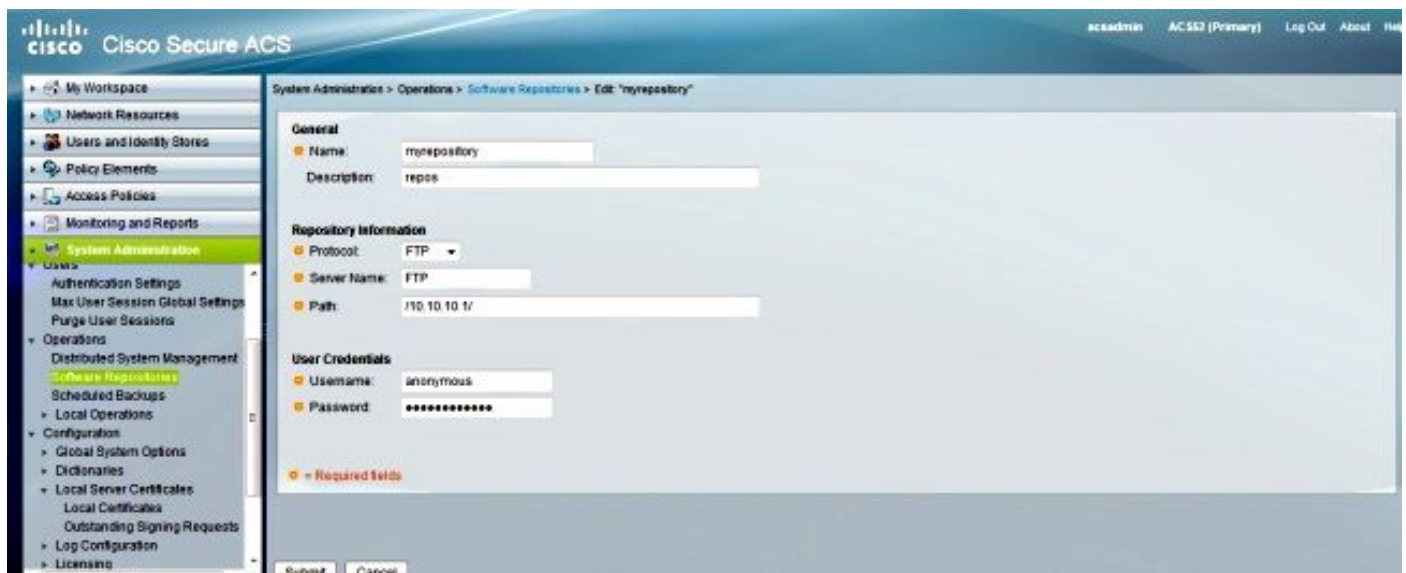 acsadmin ACS52 (Primary) Log Out About Help
CISCO Cisco Secure ACS
My Workspace
Network Resources
Users and Identity Stores
Policy Elements
Access Policies
Monitoring and Reports
System Administration
Users
Authentication Settings
Max User Session Global Settings
Purge User Sessions
Operations
Distributed System Management
Software Repositories
Scheduled Backups
Local Operations
Configuration
Global System Options
Dictionaries
Local Server Certificates
Local Certificates
Outstanding Signing Requests
Log Configuration
Licensing
System Administration > Operations > Software Repositories > Edit: "myrepository"
General
Name: myrepository
Description: repos
Repository Information
Protocol: FTP
Server Name: FTP
Path: /10.10.10.1/
User Credentials
Username: anonymous
Password: ••••••••••••
= Required fields
Submit Cancel